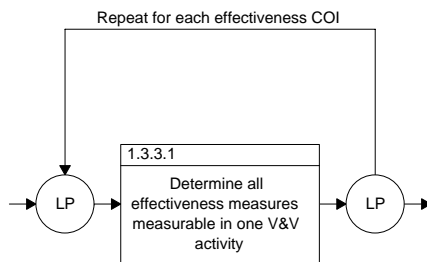 Repeat for each effectiveness COI
1.3.3.1
LP
Determine all
effectiveness measures
measurable in one V&V
activity
LP